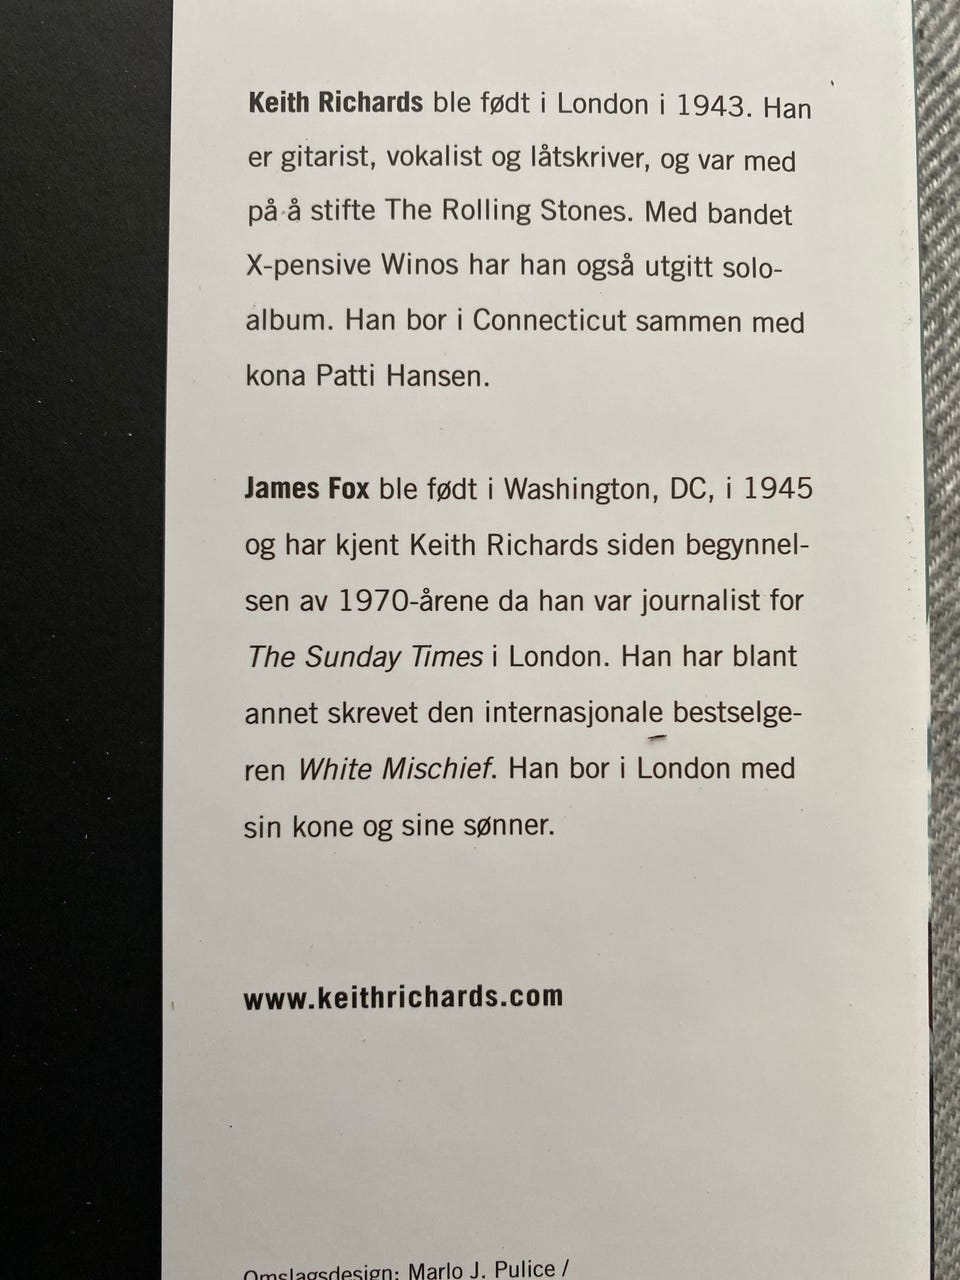 Keith Richards ble født i London i 1943. Han
er gitarist, vokalist og låtskriver, og var med
på å stifte The Rolling Stones. Med bandet
X-pensive Winos har han også utgitt solo-
album. Han bor i Connecticut sammen med
kona Patti Hansen.
James Fox ble født i Washington, DC, i 1945
og har kjent Keith Richards siden begynnel-
sen av 1970-årene da han var journalist for
The Sunday Times i London. Han har blant
annet skrevet den internasjonale bestselge-
ren White Mischief. Han bor i London med
sin kone og sine sønner.
www.keithrichards.com
Omslagsdesign: Marlo J. Pulice /